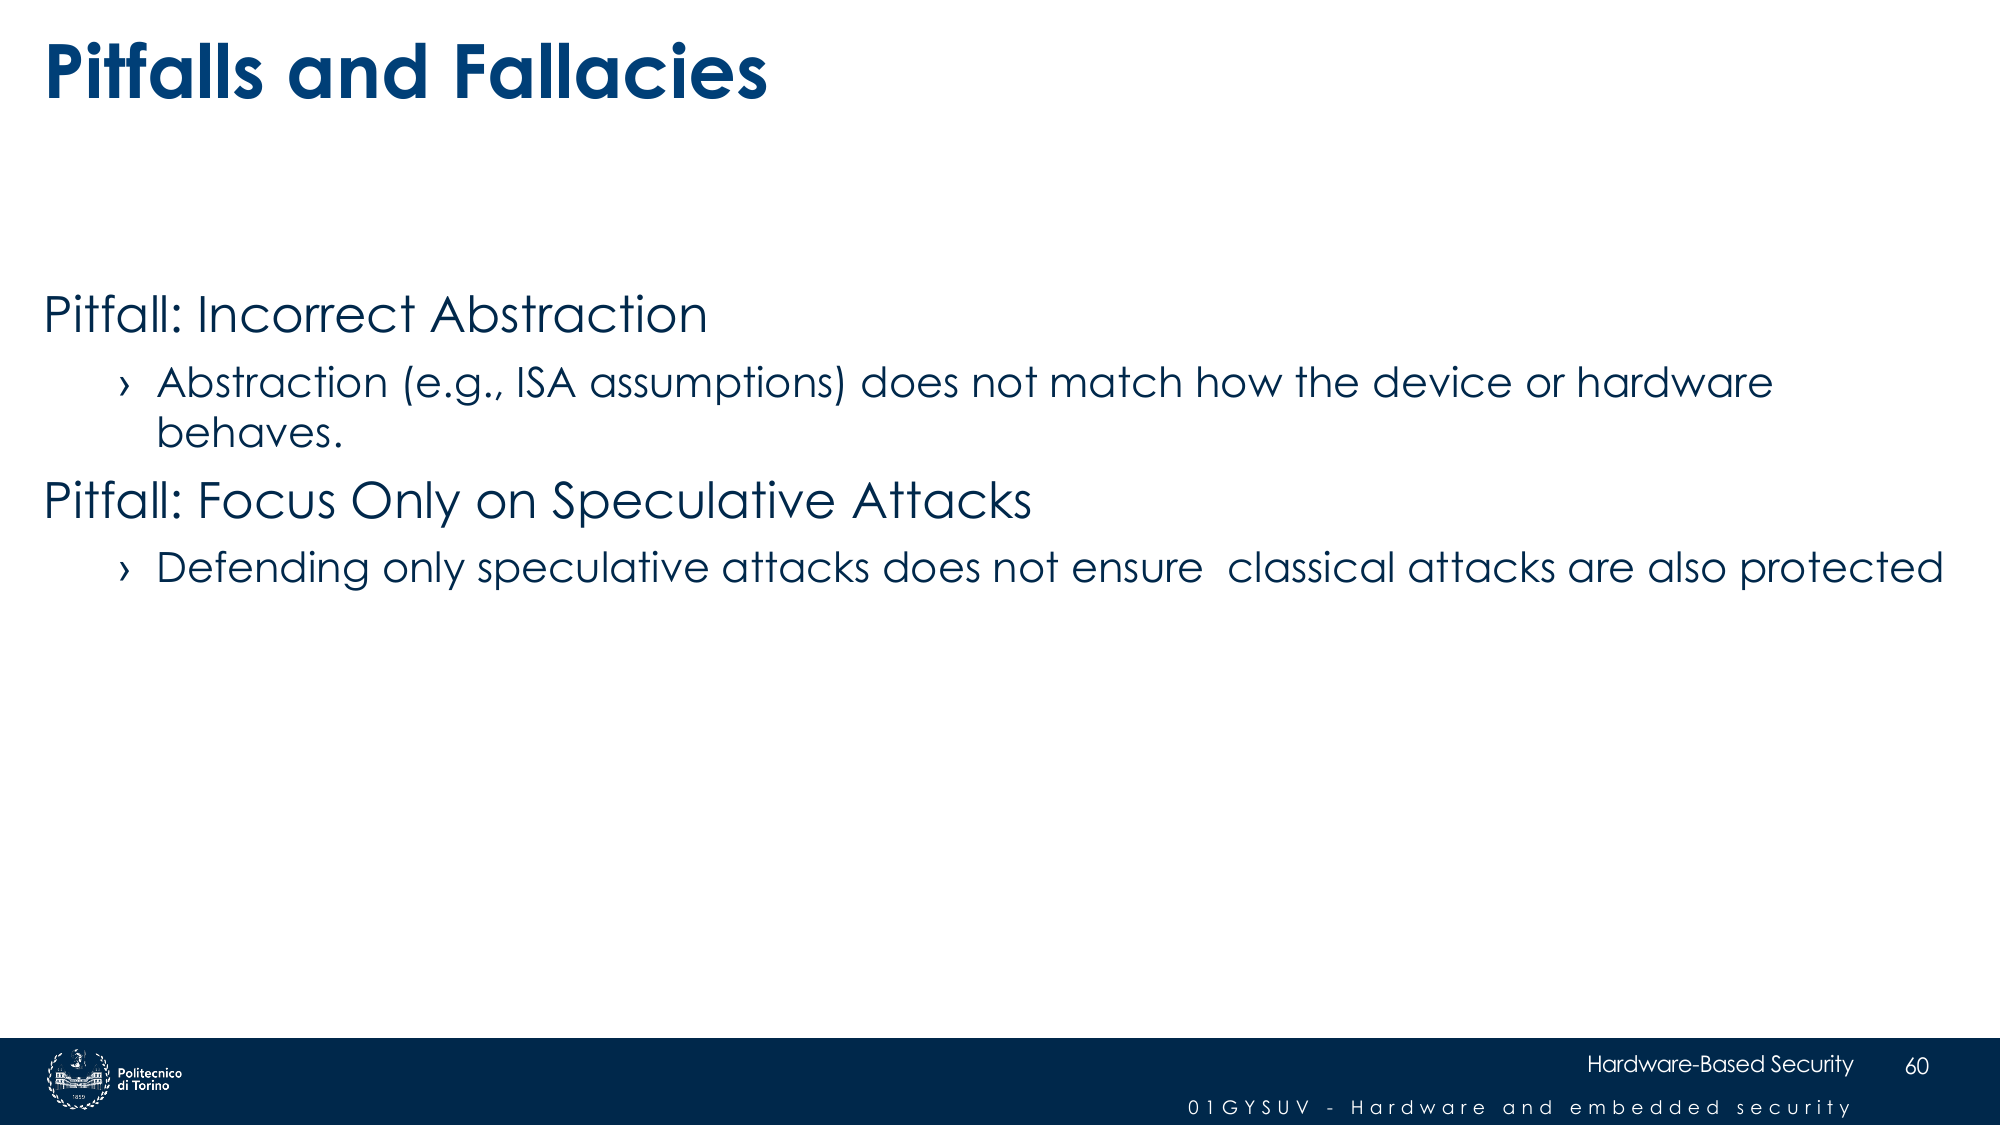 Pitfalls and Fallacies
Pitfall: Incorrect Abstraction
› Abstraction (e.g., ISA assumptions) does not match how the device or hardware
behaves.
Pitfall: Focus Only on Speculative Attacks
› Defending only speculative attacks does not ensure  classical attacks are also protected
Politecnico
di Torino
1859
Hardware-Based Security
60
01GYSUV - Hardware and embedded security